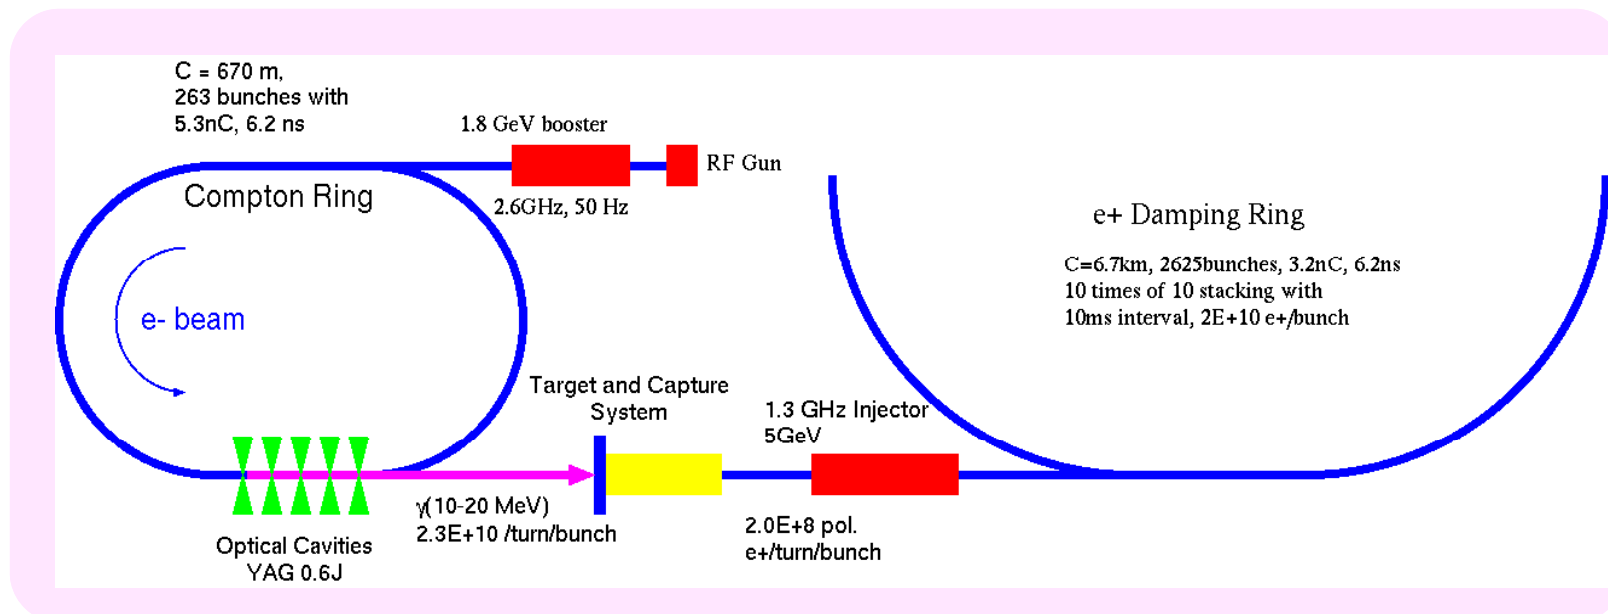 C = 670 m,
263 bunches with
5.3nC, 6.2 ns
1.8 GeV booster
RF Gun
2.6GHz, 50 Hz
Compton Ring
e- beam
e+ Damping Ring
C=6.7km, 2625bunches, 3.2nC, 6.2ns
10 times of 10 stacking with
10ms interval, 2E+10 e+/bunch
Target and Capture
System
1.3 GHz Injector
5GeV
γ(10-20 MeV)
2.3E+10 /turn/bunch
2.0E+8 pol.
e+/turn/bunch
Optical Cavities
YAG 0.6J